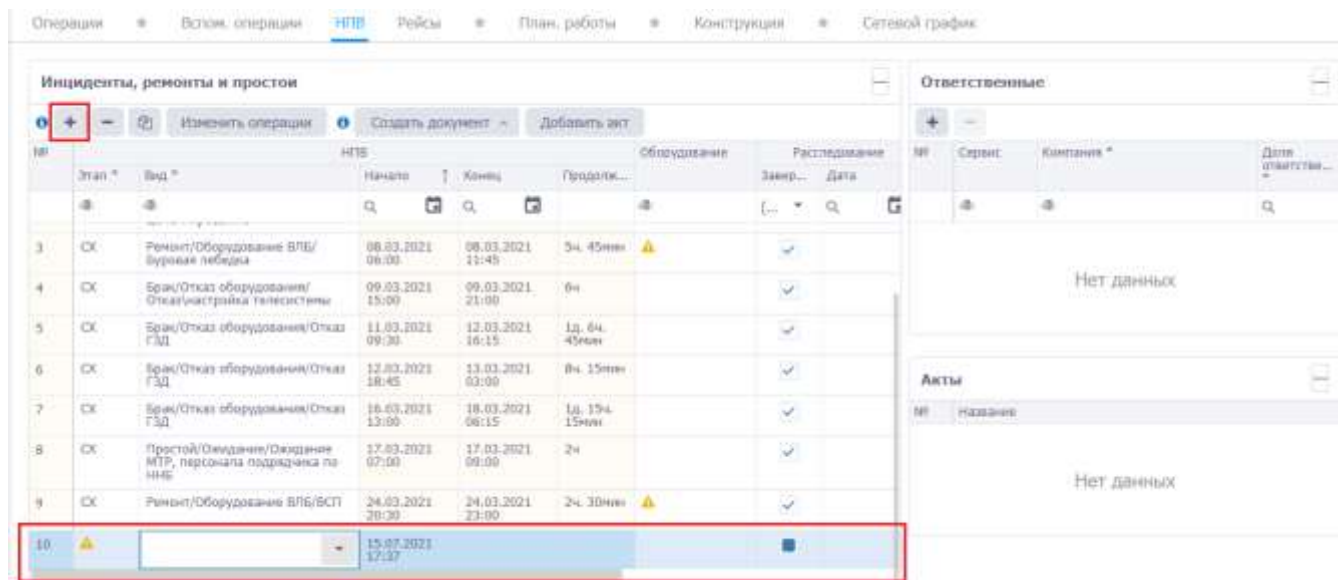 Операции Вспом. операции НПВ Рейсы План. работы Конструкция Сетевой график
Инциденты, ремонты и простои
Изменить операции Создать документ Добавить акт
№ НПВ Оборудование Расследование
Этап * Вид * Начало Конец Продолж... Завер... Дата
(...
3 СК Ремонт/Оборудование ВЛБ/ 08.03.2021 08.03.2021 5ч. 45мин
Буровая лебедка 06:00 11:45
4 СК Брак/Отказ оборудования/ 09.03.2021 09.03.2021 6ч
Отказ\настройка телесистемы 15:00 21:00
5 СК Брак/Отказ оборудования/Отказ 11.03.2021 12.03.2021 1д. 6ч.
ГЗД 09:30 16:15 45мин
6 СК Брак/Отказ оборудования/Отказ 12.03.2021 13.03.2021 8ч. 15мин
ГЗД 18:45 03:00
7 СК Брак/Отказ оборудования/Отказ 16.03.2021 18.03.2021 1д. 15ч.
ГЗД 13:00 06:15 15мин
8 СК Простой/Ожидание/Ожидание 17.03.2021 17.03.2021 2ч
МТР, персонала подрядчика по 07:00 09:00
ННБ
9 СК Ремонт/Оборудование ВЛБ/ВСП 24.03.2021 24.03.2021 2ч. 30мин
20:30 23:00
10 15.07.2021
17:37
Ответственные
№ Сервис Компания * Доля
ответстве...
*
Нет данных
Акты
№ Название
Нет данных